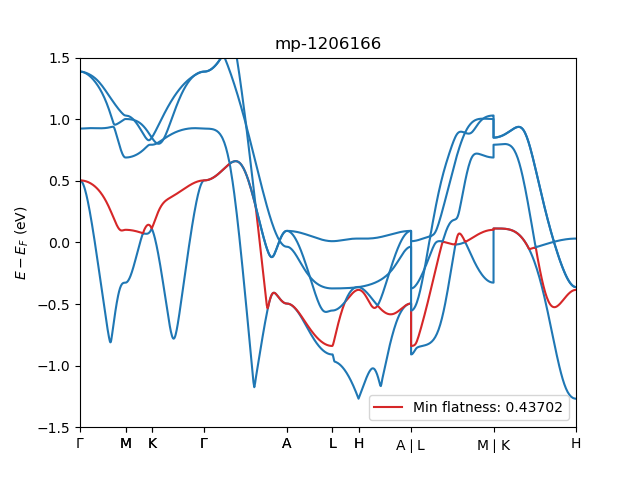 mp-1206166
E − E_F (eV)
1.5
1.0
0.5
0.0
−0.5
−1.0
−1.5
Min flatness: 0.43702
Γ M K Γ A L H A | L M | K H